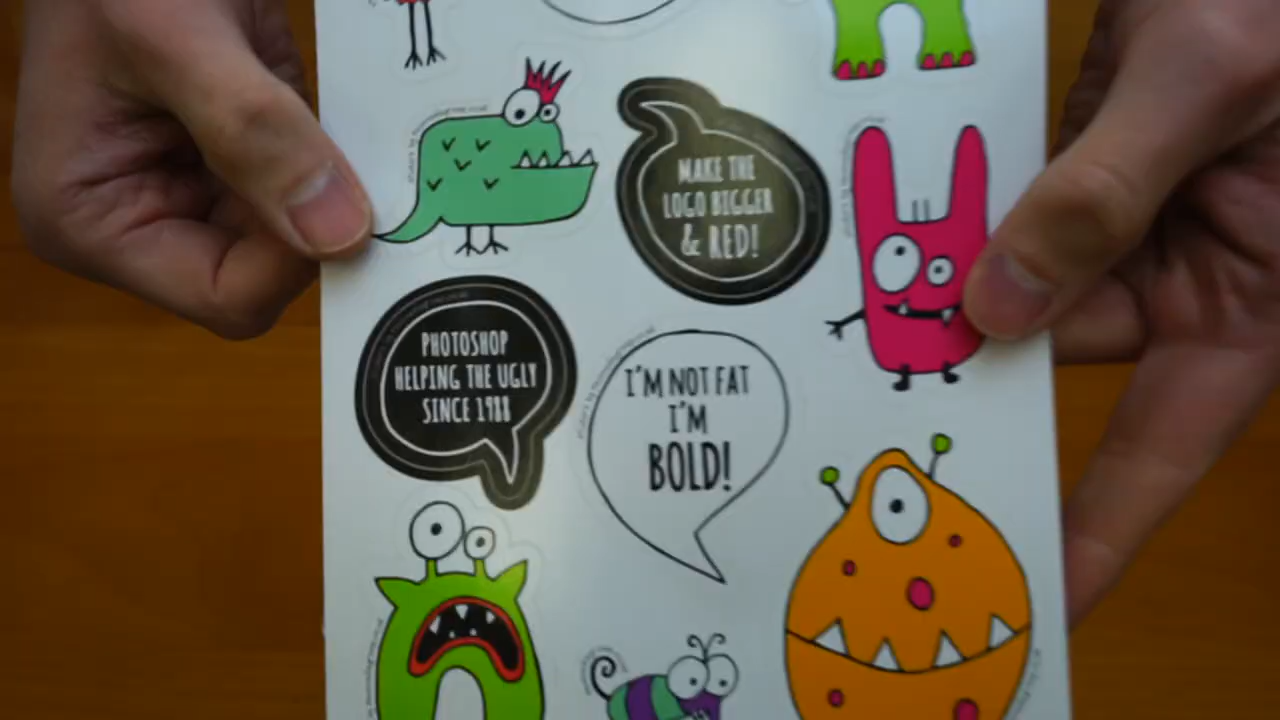 MAKE THE
LOGO BIGGER
& RED!
PHOTOSHOP
HELPING THE UGLY
SINCE 1988
I'M NOT FAT
I'M
BOLD!